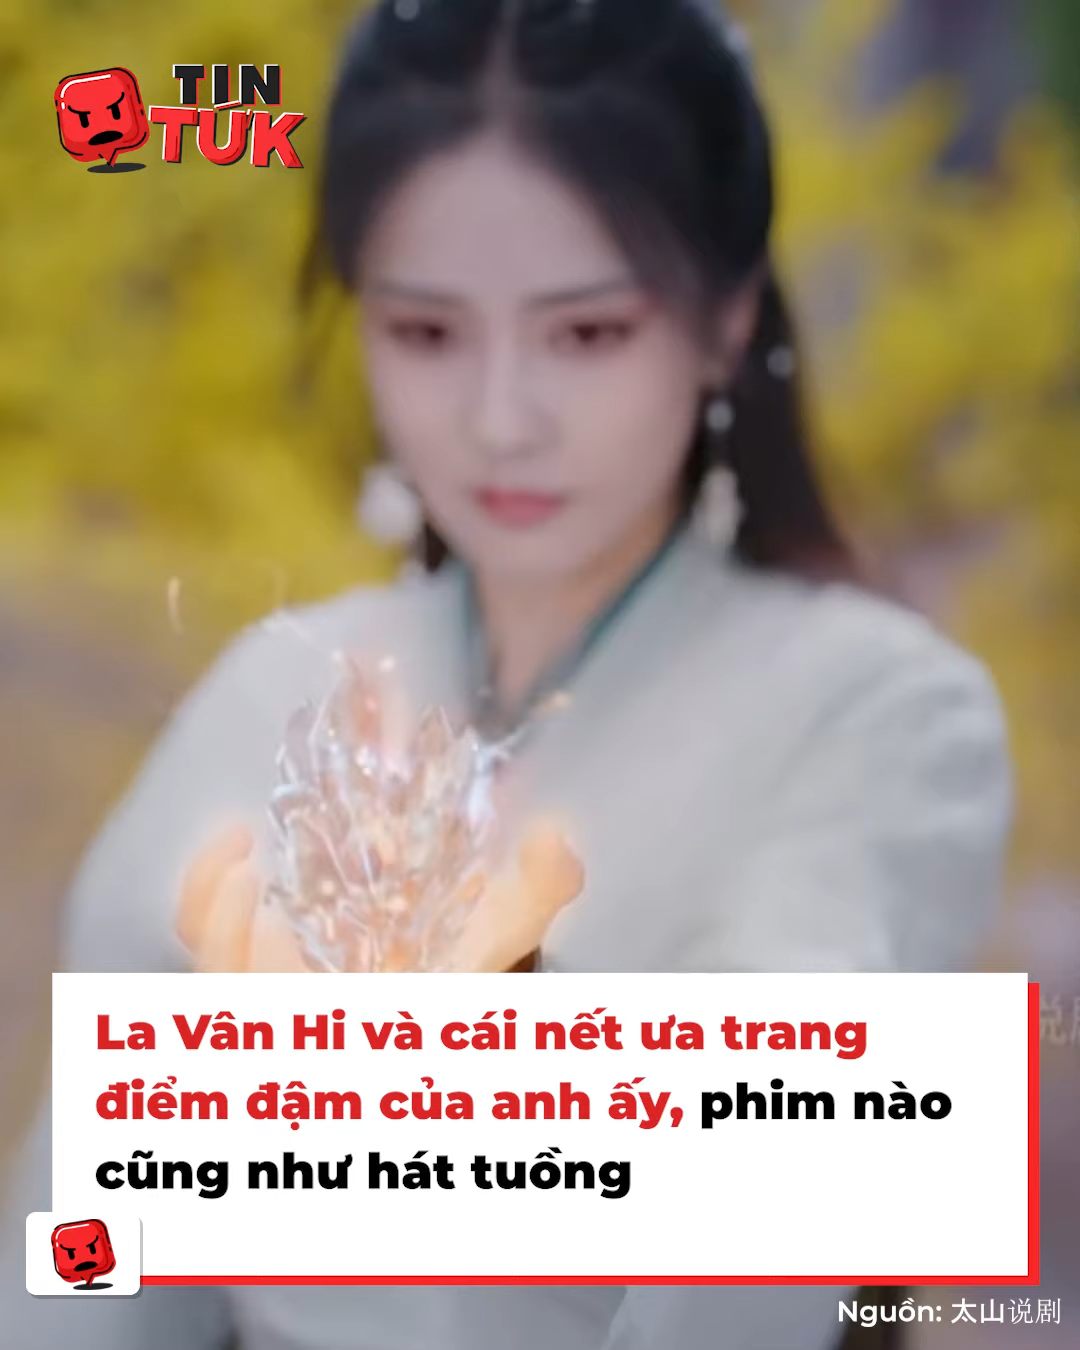 TIN
TỨK
La Vân Hi và cái nết ưa trang
điểm đậm của anh ấy, phim nào
cũng như hát tuồng
Nguồn: 太山说剧